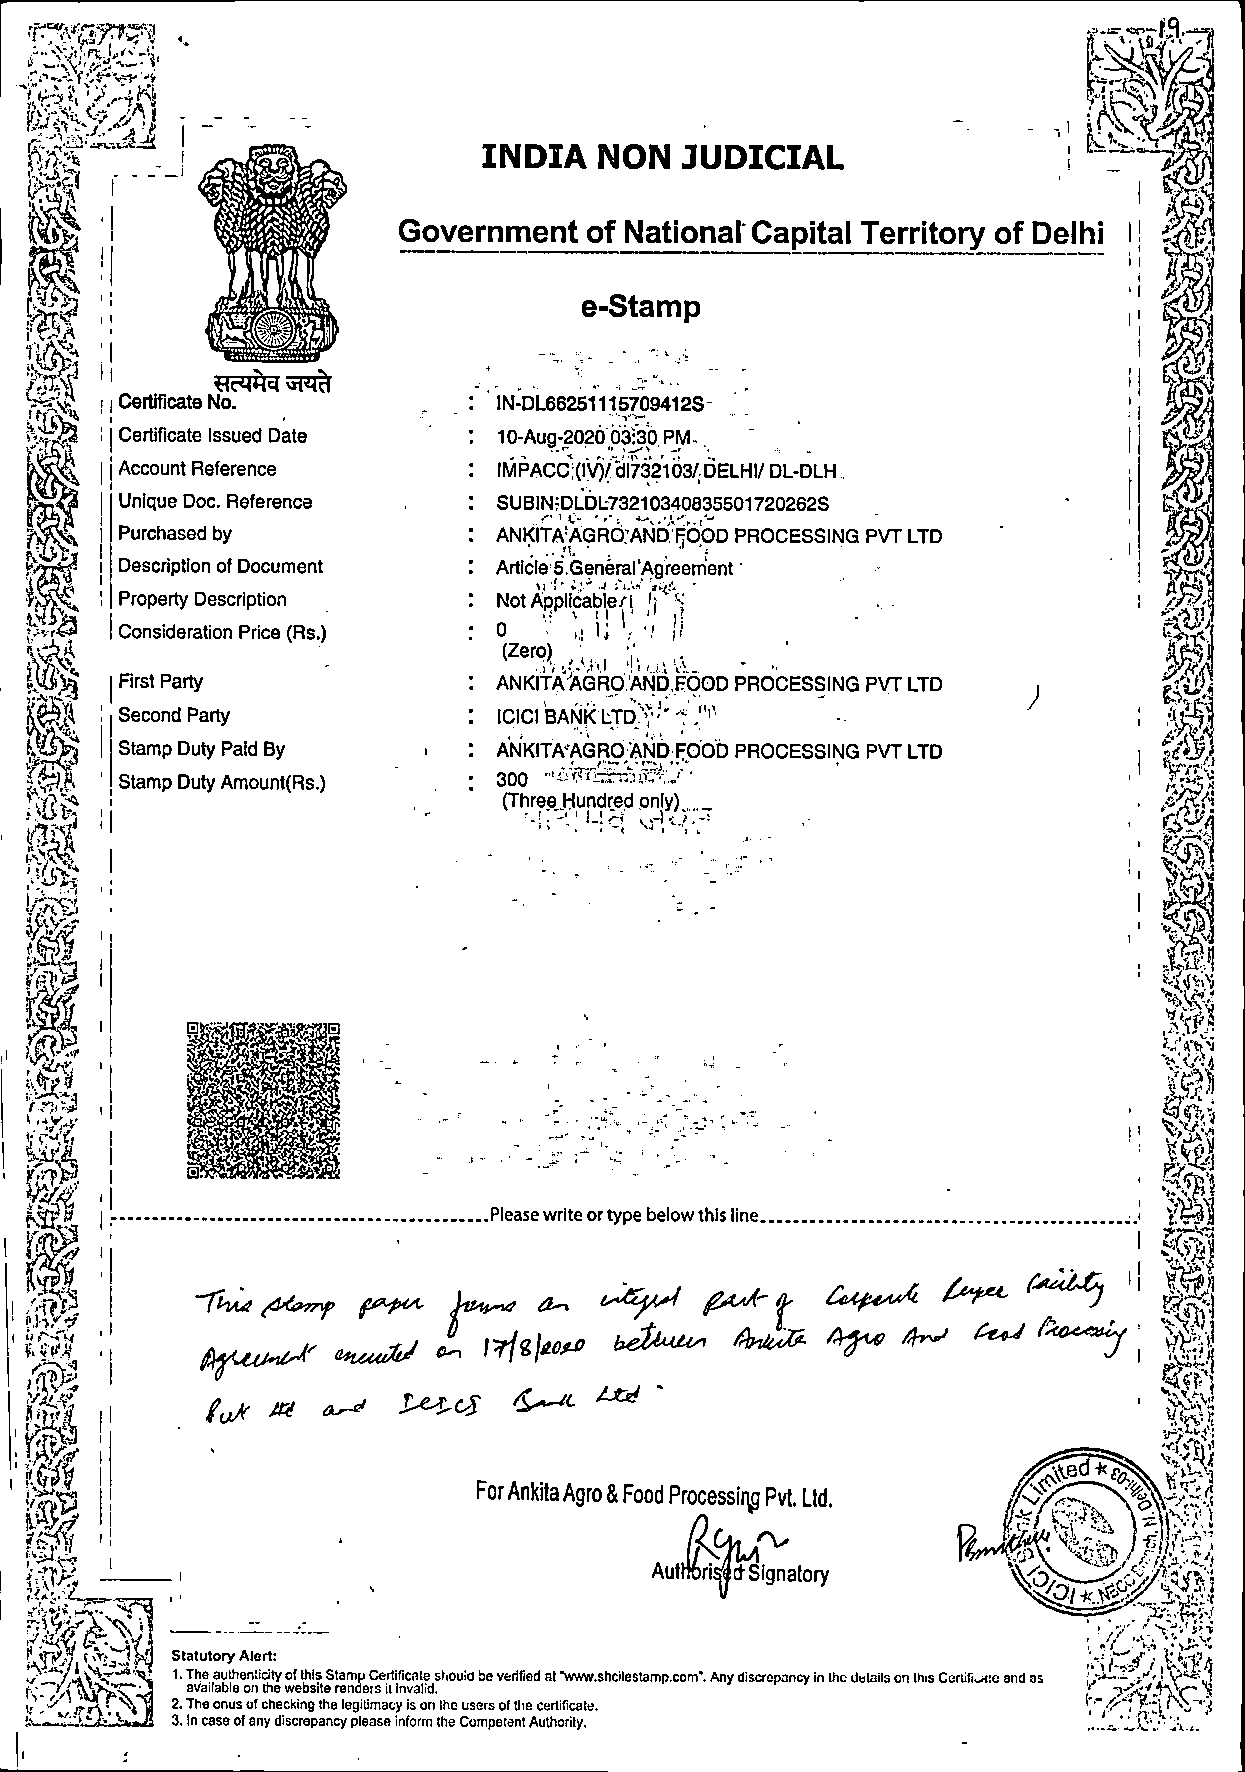 19
INDIA NON JUDICIAL
Government of National Capital Territory of Delhi
e-Stamp
सत्यमेव जयते
Certificate No. : IN-DL66251115709412S
Certificate Issued Date : 10-Aug-2020 03:30 PM
Account Reference : IMPACC (IV)/ dl732103/ DELHI/ DL-DLH
Unique Doc. Reference : SUBIN-DLDL73210340835501720262S
Purchased by : ANKITA AGRO AND FOOD PROCESSING PVT LTD
Description of Document : Article 5 General Agreement
Property Description : Not Applicable
Consideration Price (Rs.) : 0
(Zero)
First Party : ANKITA AGRO AND FOOD PROCESSING PVT LTD
Second Party : ICICI BANK LTD
Stamp Duty Paid By : ANKITA AGRO AND FOOD PROCESSING PVT LTD
Stamp Duty Amount(Rs.) : 300
(Three Hundred only)
Please write or type below this line
This stamp paper forms an integral part of Corporate Buyer facility
Agreement executed on 17/8/2020 between Ankita Agro And Food Processing
Pvt Ltd and ICICI Bank Ltd
For Ankita Agro & Food Processing Pvt. Ltd.
Authorised Signatory
ICICI Bank Limited
Statutory Alert:
1. The authenticity of this Stamp Certificate should be verified at "www.shcilestamp.com". Any discrepancy in the details on this Certificate and as
available on the website renders it invalid.
2. The onus of checking the legitimacy is on the users of the certificate.
3. In case of any discrepancy please inform the Competent Authority.